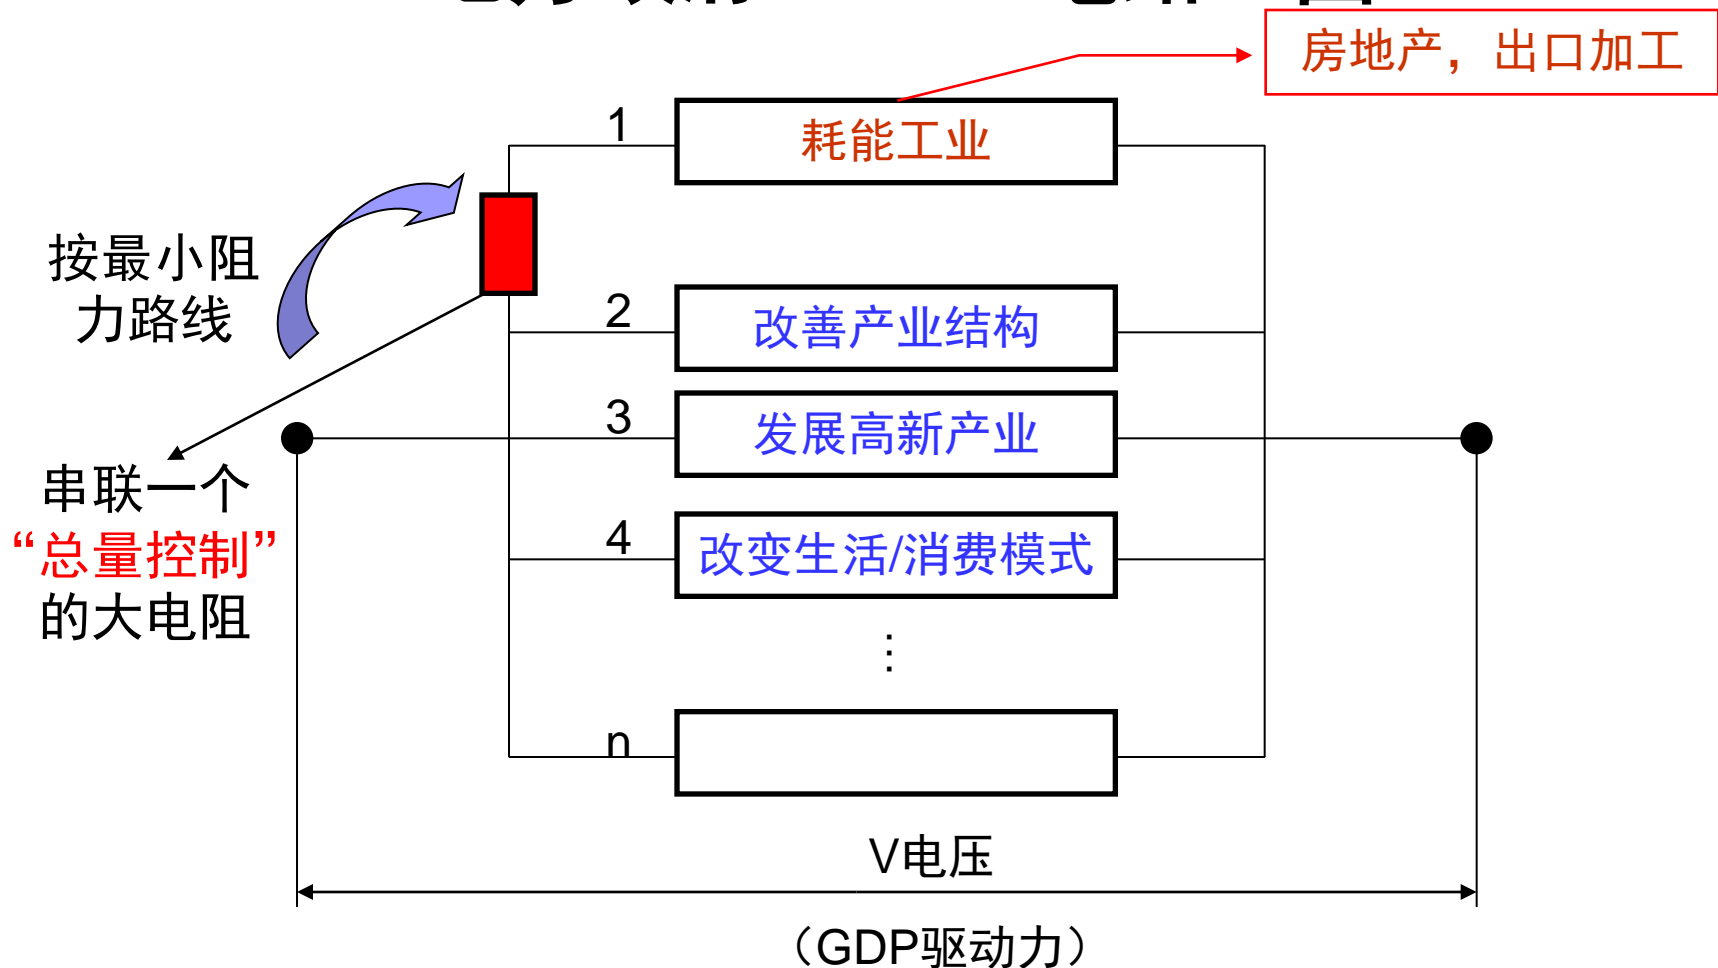 房地产，出口加工
1
耗能工业
按最小阻
力路线
2
改善产业结构
3
发展高新产业
串联一个
“总量控制”
的大电阻
4
改变生活/消费模式
⋮
n
V电压
（GDP驱动力）